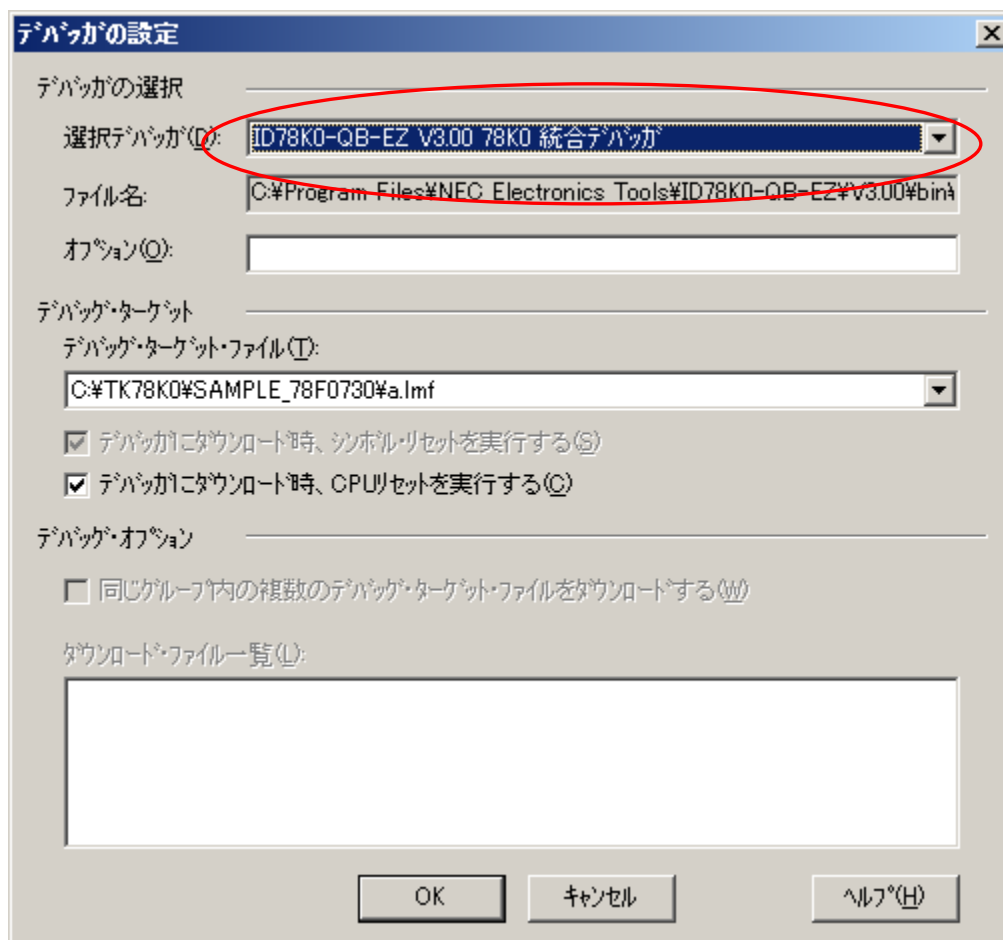 デバッガの設定
デバッガの選択
選択デバッガ(D):
ID78K0-QB-EZ V3.00 78K0 統合デバッガ
ファイル名:
C:¥Program Files¥NEC Electronics Tools¥ID78K0-QB-EZ¥V3.00¥bin¥
オプション(O):
デバッグ・ターゲット
デバッグ・ターゲット・ファイル(T):
C:¥TK78K0¥SAMPLE_78F0730¥a.lmf
デバッガにダウンロード時、シンボル・リセットを実行する(S)
デバッガにダウンロード時、CPUリセットを実行する(C)
デバッグ・オプション
同じグループ内の複数のデバッグ・ターゲット・ファイルをダウンロードする(W)
ダウンロード・ファイル一覧(L):
OK
キャンセル
ヘルプ(H)